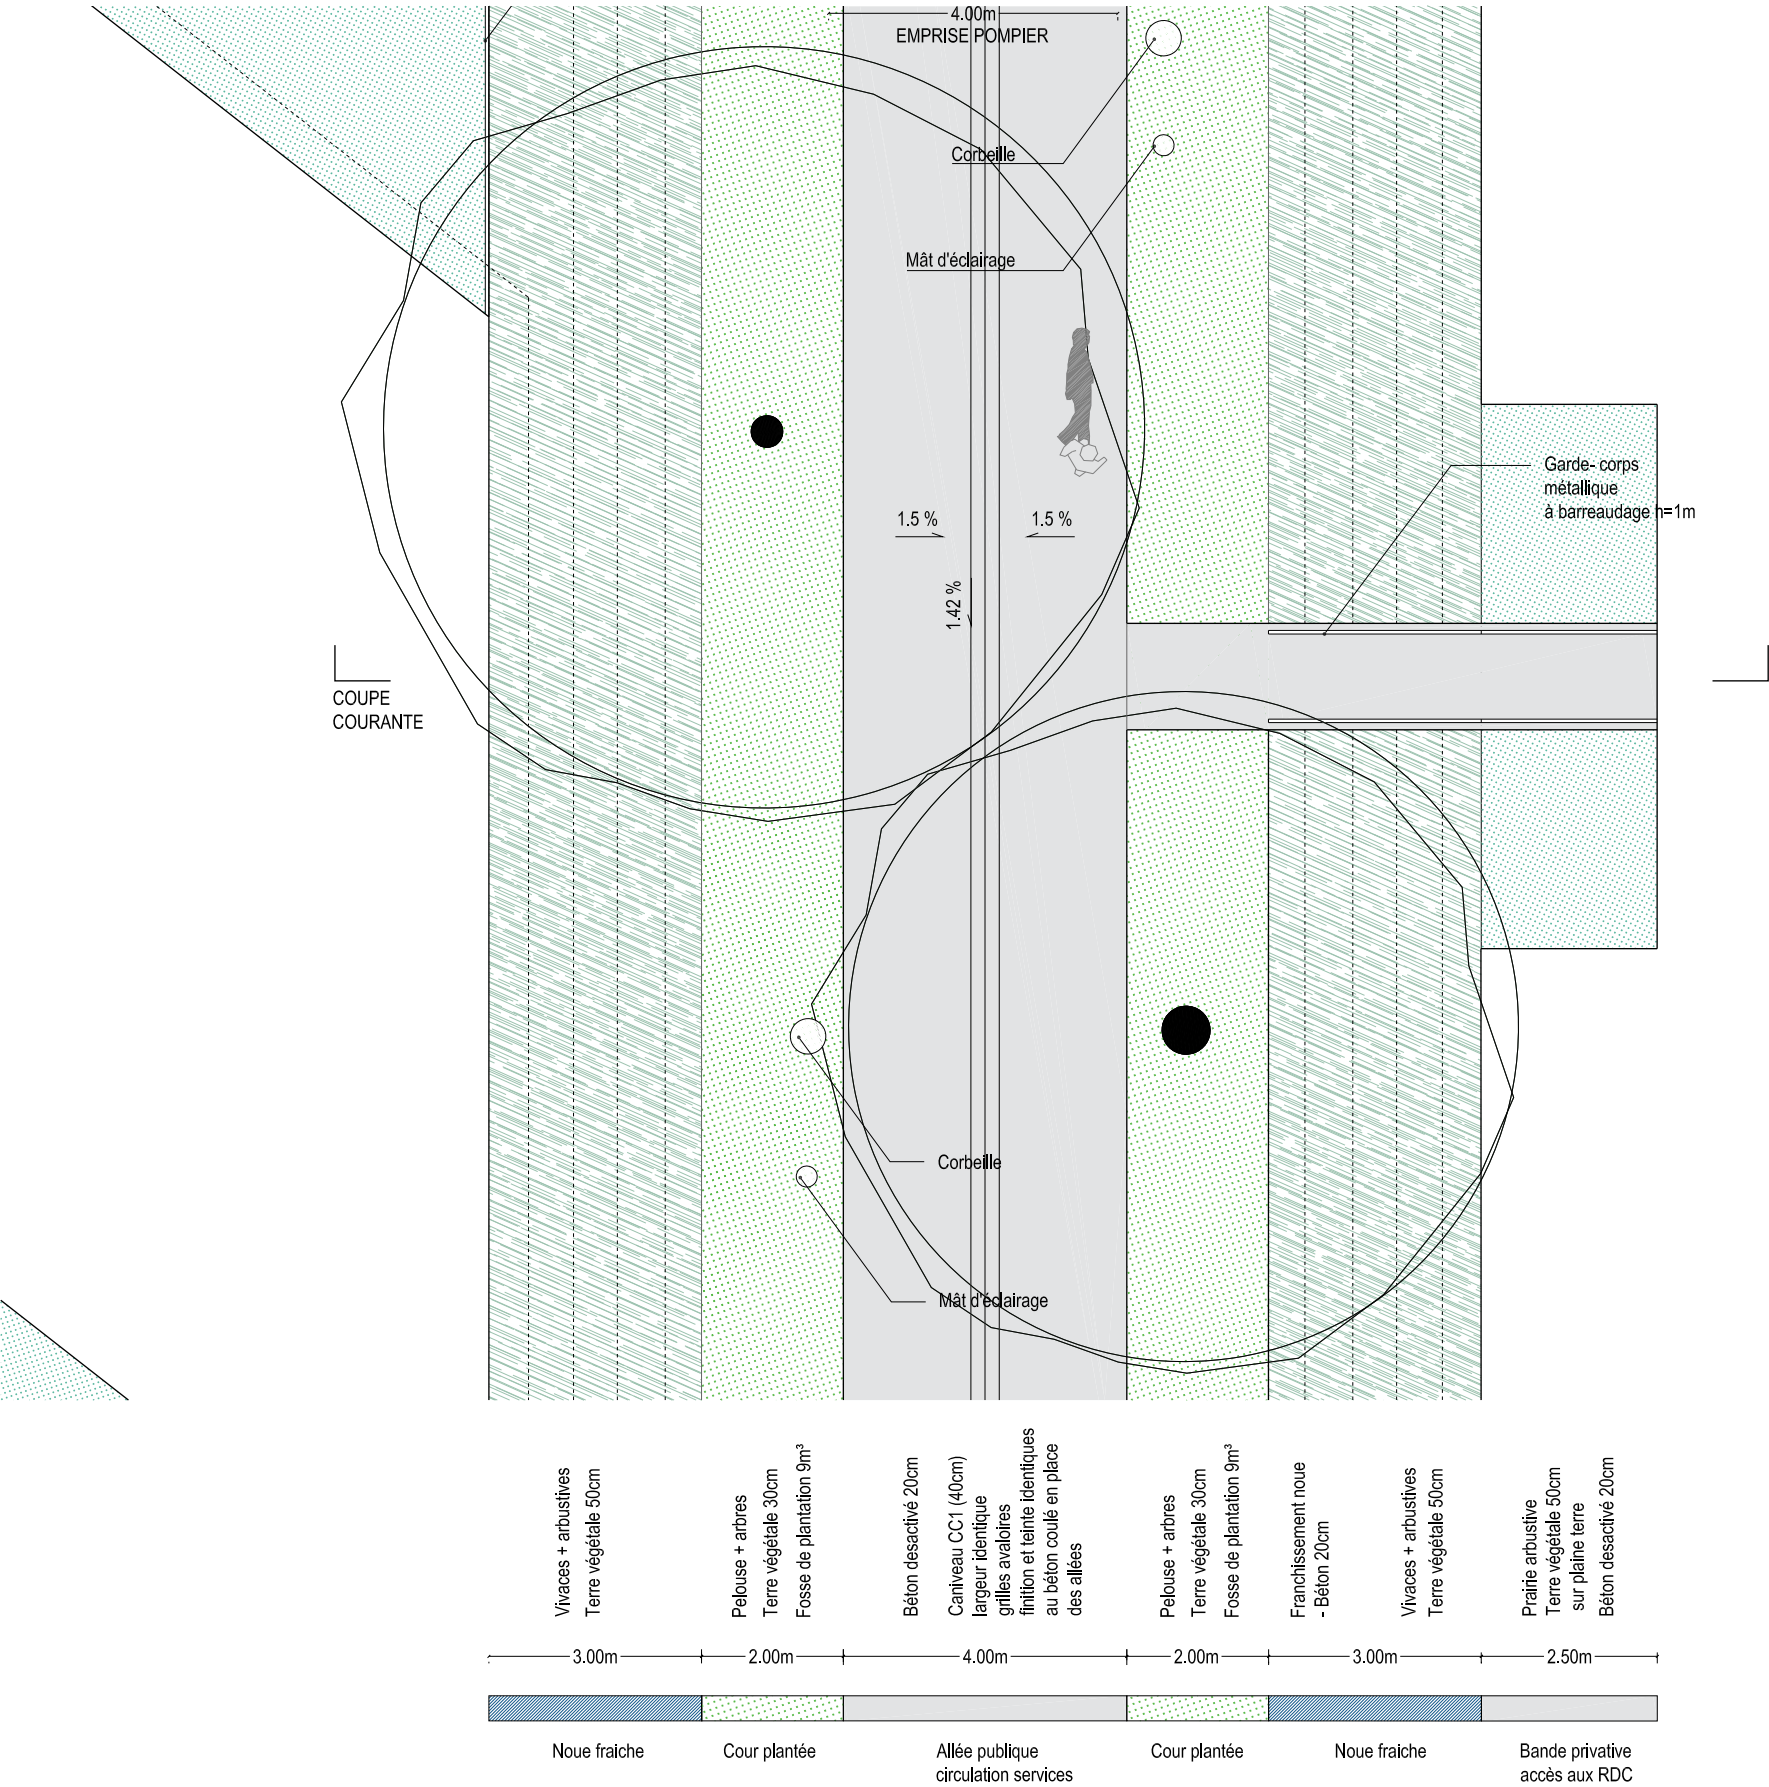 4.00m
EMPRISE POMPIER
Corbeille
Mât d'éclairage
Garde- corps
métallique
à barreaudage h=1m
1.5 %
1.5 %
1.42 %
COUPE
COURANTE
Corbeille
Mât d'éclairage
Vivaces + arbustives
Terre végétale 50cm
Pelouse + arbres
Terre végétale 30cm
Fosse de plantation 9m³
Béton desactivé 20cm
Caniveau CC1 (40cm)
largeur identique
grilles avaloires
finition et teinte identiques
au béton coulé en place
des allées
Pelouse + arbres
Terre végétale 30cm
Fosse de plantation 9m³
Franchissement noue
- Béton 20cm
Vivaces + arbustives
Terre végétale 50cm
Prairie arbustive
Terre végétale 50cm
sur plaine terre
Béton desactivé 20cm
3.00m
2.00m
4.00m
2.00m
3.00m
2.50m
Noue fraiche
Cour plantée
Allée publique
circulation services
Cour plantée
Noue fraiche
Bande privative
accès aux RDC